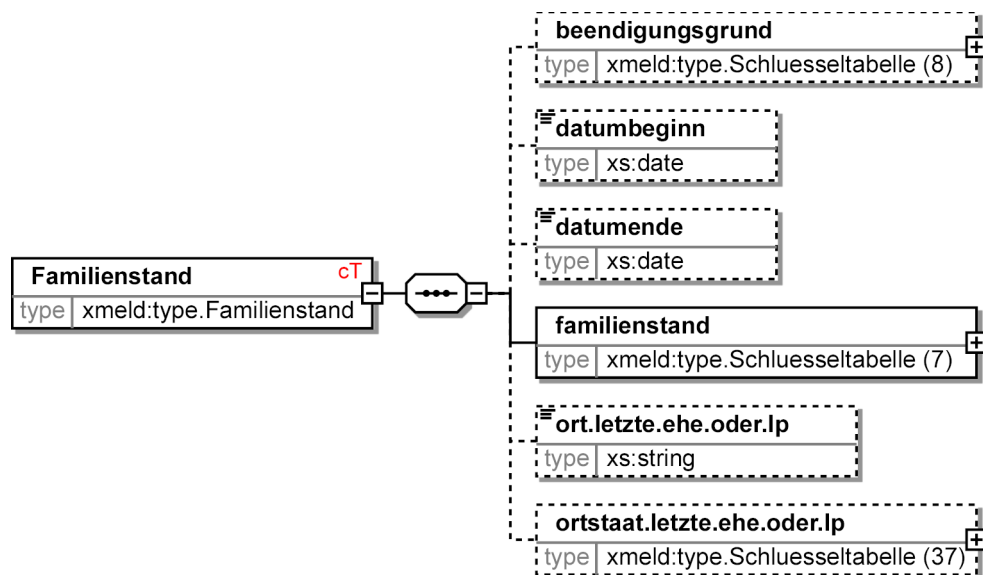 beendigungsgrund
type xmeld:type.Schluesseltabelle (8)
datumbeginn
type xs:date
datumende
type xs:date
Familienstand cT
type xmeld:type.Familienstand
familienstand
type xmeld:type.Schluesseltabelle (7)
ort.letzte.ehe.oder.lp
type xs:string
ortstaat.letzte.ehe.oder.lp
type xmeld:type.Schluesseltabelle (37)